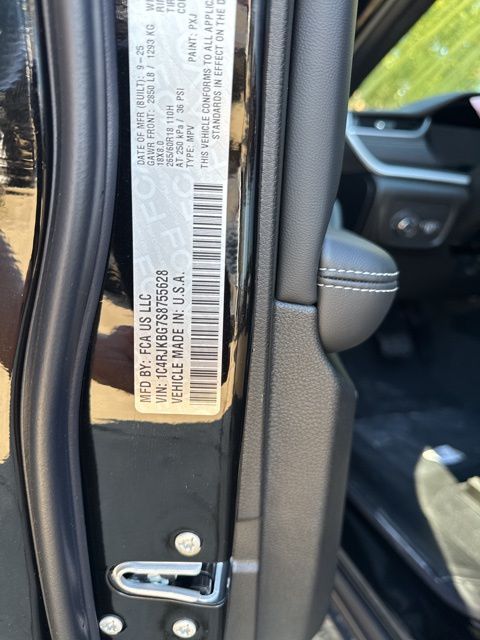 DATE OF MFR (BUILT): 9-25
GAWR FRONT: 2850 LB / 1293 KG
18X8.0
265/60R18 110H
AT 250 kPa / 36 PSI
TYPE: MPV PAINT: PXJ
THIS VEHICLE CONFORMS TO ALL APPLIC
STANDARDS IN EFFECT ON THE D
MFD BY: FCA US LLC
VIN: 1C4RJKBG7S8755628
VEHICLE MADE IN: U.S.A.